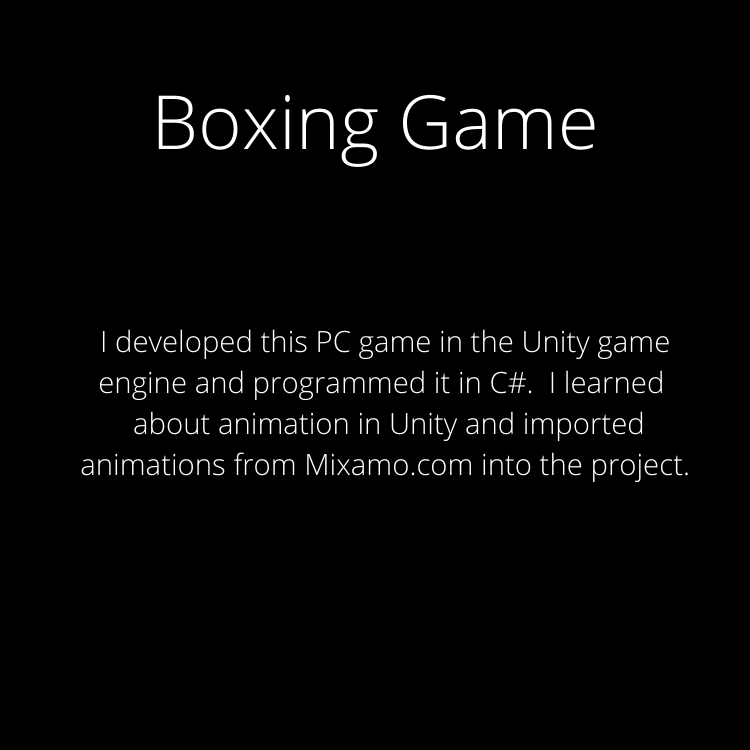 Boxing Game
I developed this PC game in the Unity game
engine and programmed it in C#.  I learned
about animation in Unity and imported
animations from Mixamo.com into the project.